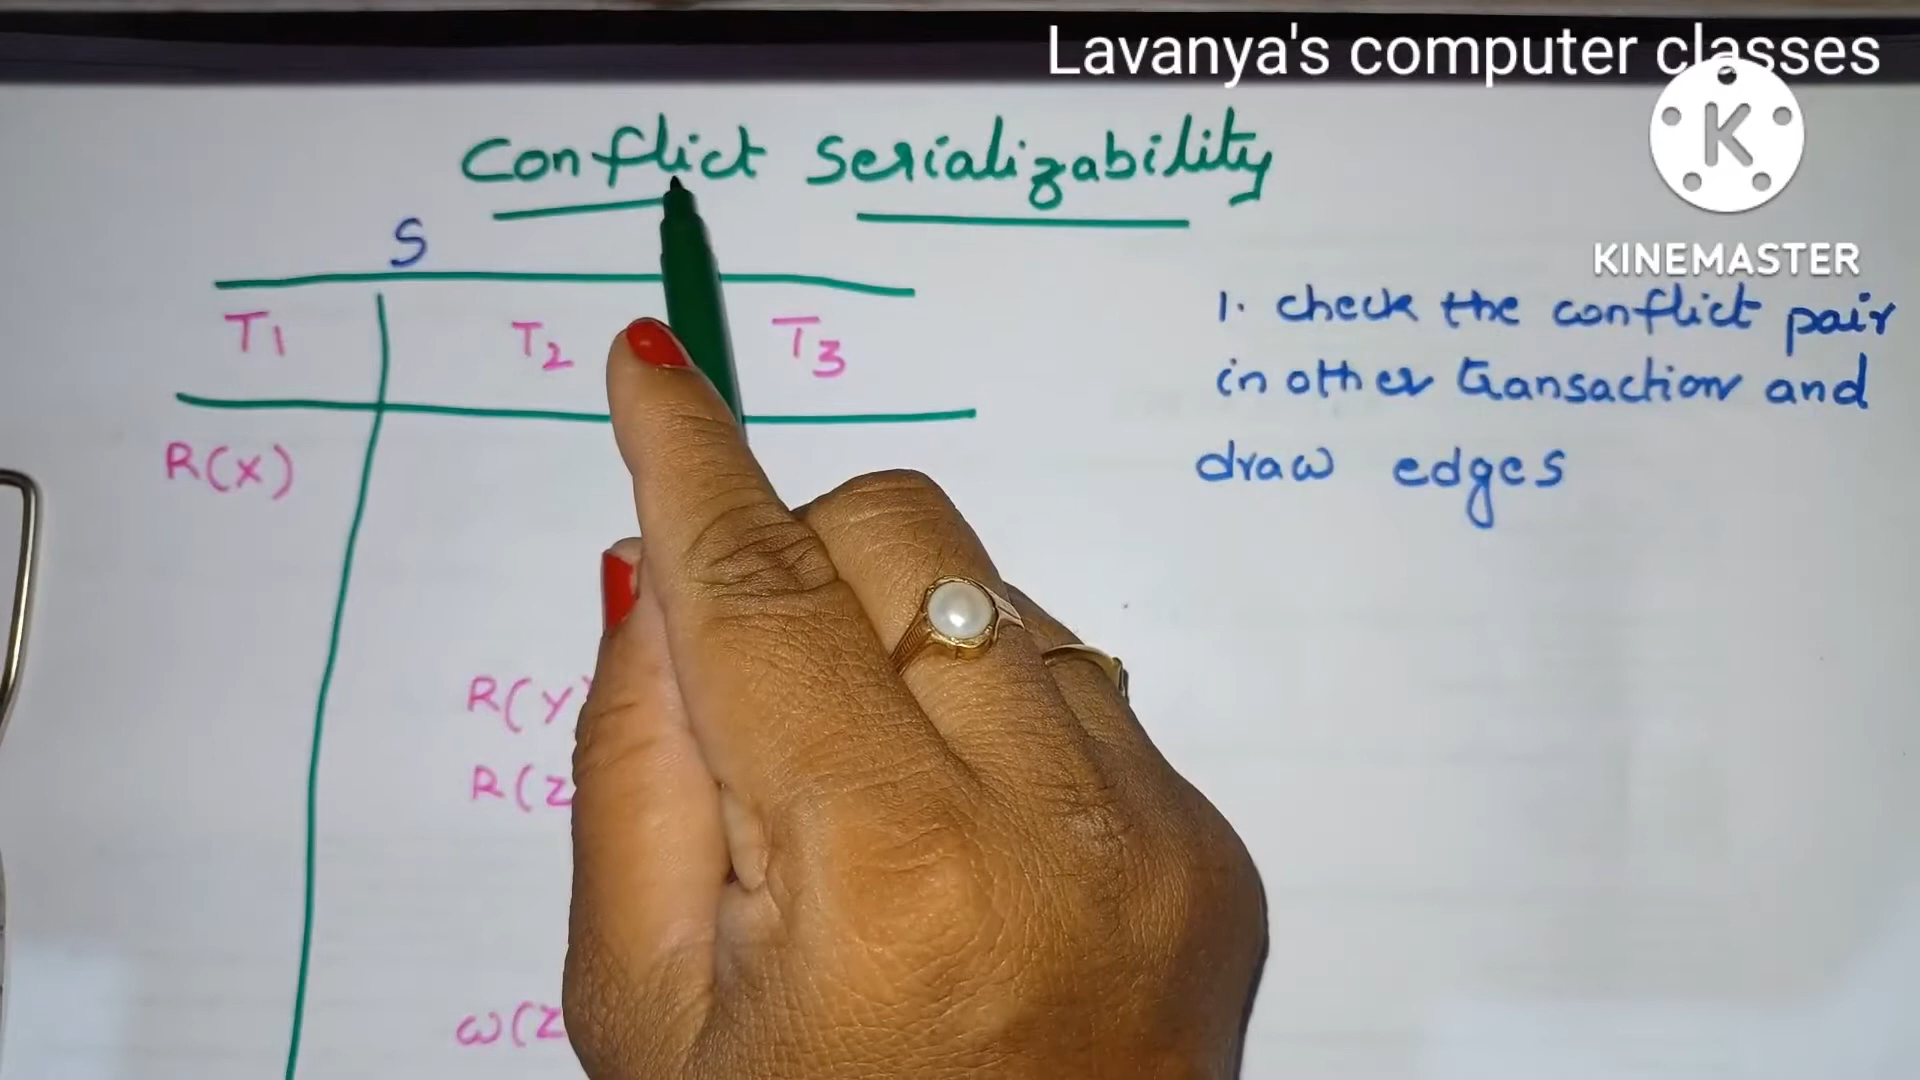 Lavanya's computer classes
Conflict Serializability
K
KINEMASTER
S
T1 T2 T3
1. check the conflict pair
in other transaction and
draw edges
R(X)
R(Y)
R(Z
W(Z